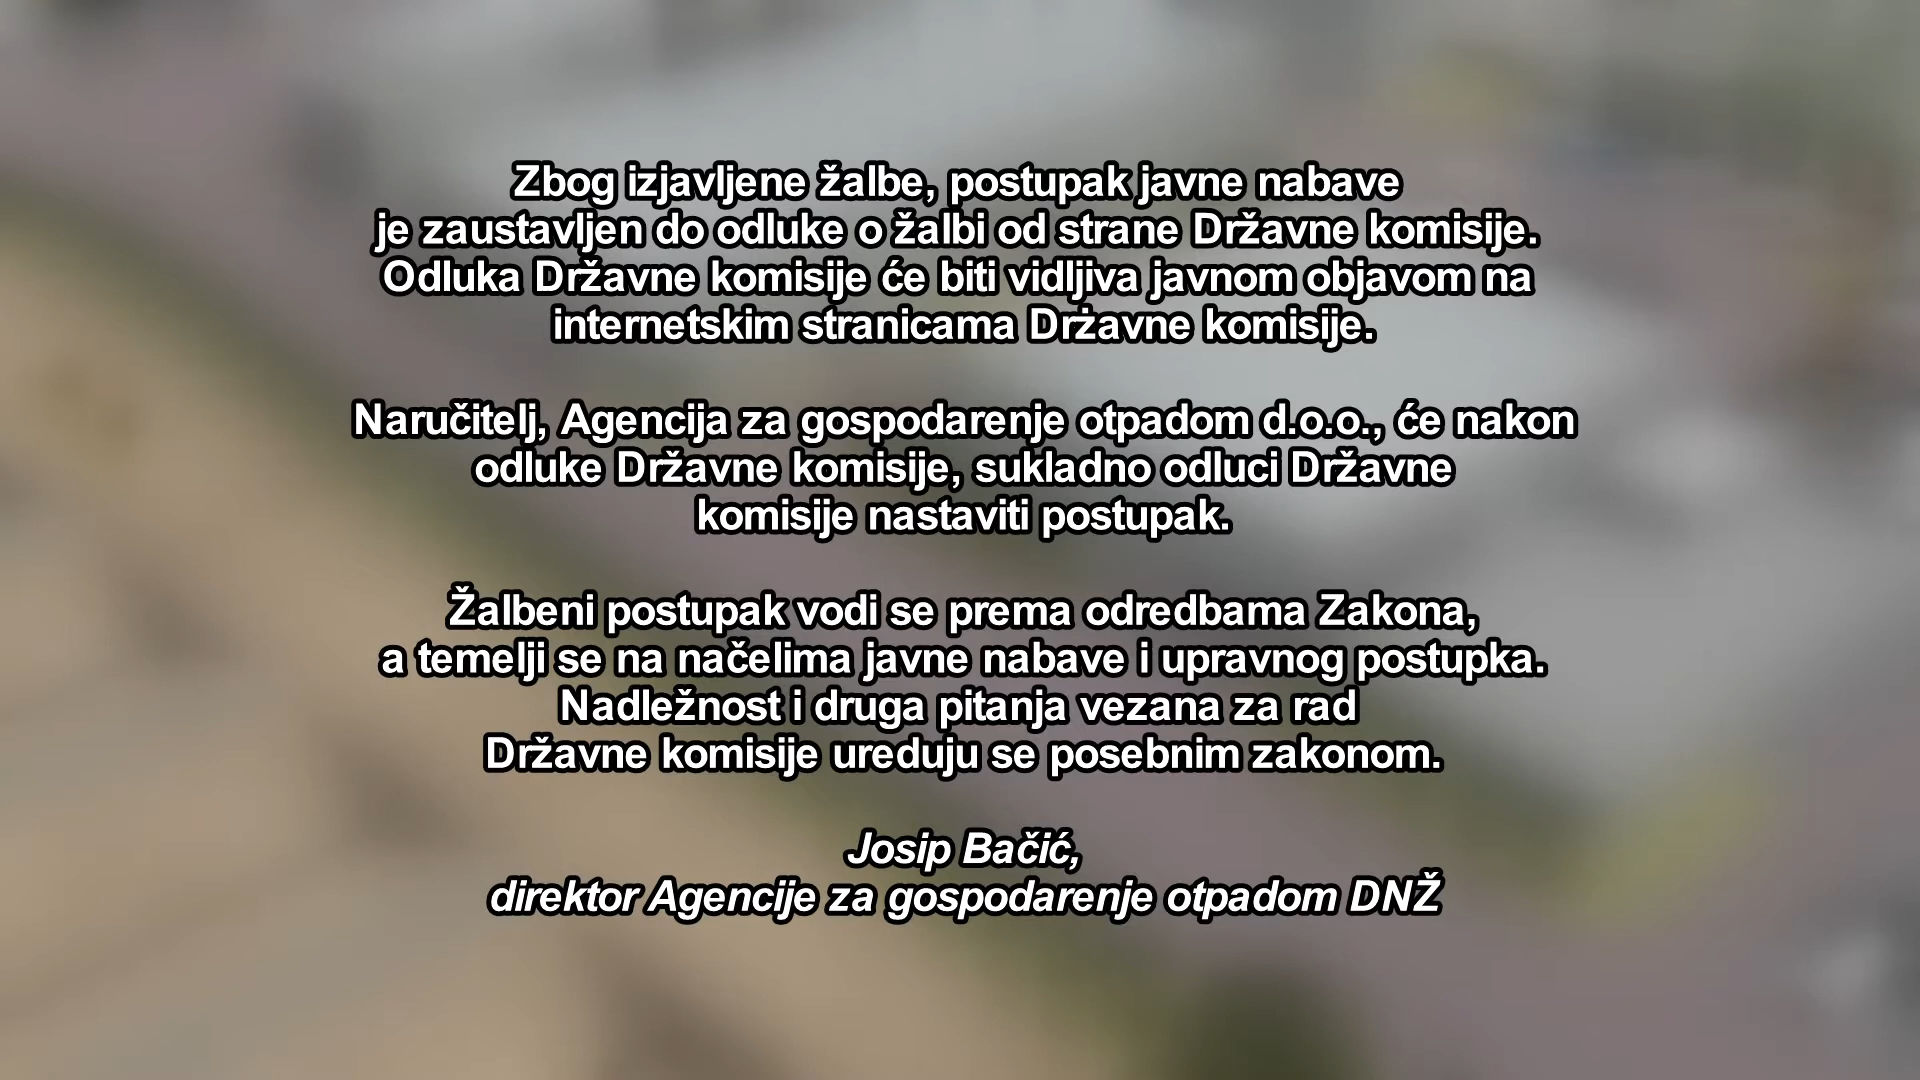 Zbog izjavljene žalbe, postupak javne nabave
je zaustavljen do odluke o žalbi od strane Državne komisije.
Odluka Državne komisije će biti vidljiva javnom objavom na
internetskim stranicama Državne komisije.
Naručitelj, Agencija za gospodarenje otpadom d.o.o., će nakon
odluke Državne komisije, sukladno odluci Državne
komisije nastaviti postupak.
Žalbeni postupak vodi se prema odredbama Zakona,
a temelji se na načelima javne nabave i upravnog postupka.
Nadležnost i druga pitanja vezana za rad
Državne komisije ureduju se posebnim zakonom.
Josip Bačić,
direktor Agencije za gospodarenje otpadom DNŽ